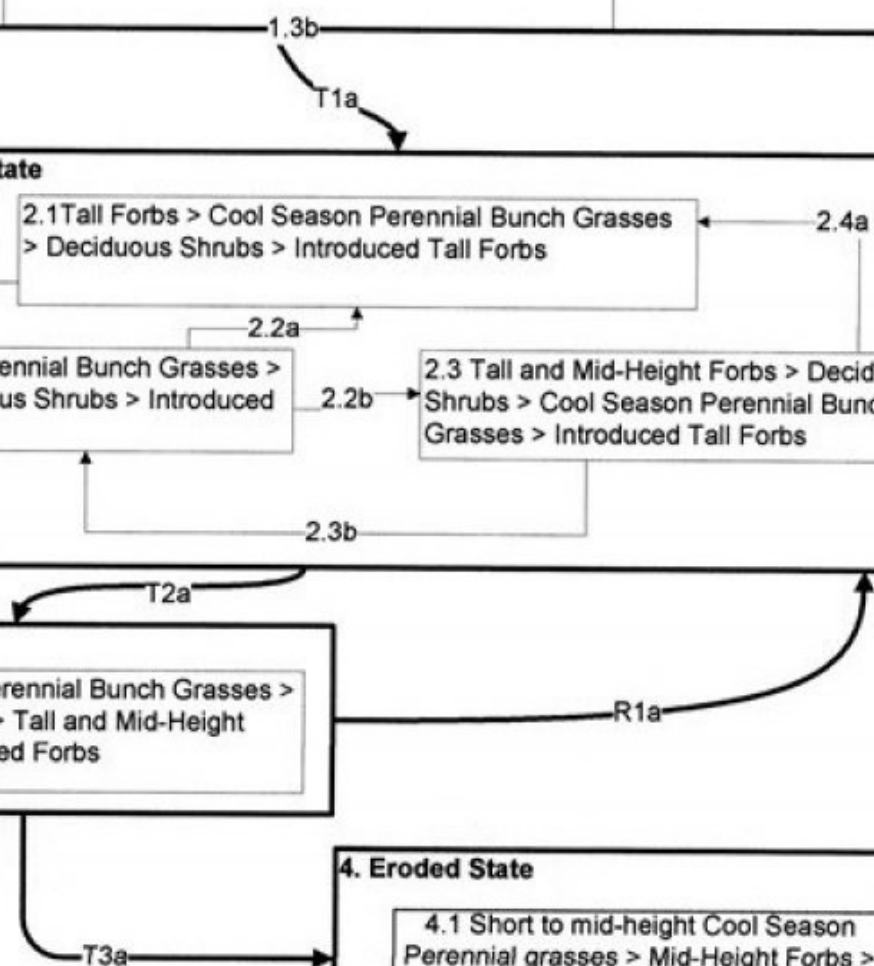 1.3b
T1a
tate
2.1Tall Forbs > Cool Season Perennial Bunch Grasses
> Deciduous Shrubs > Introduced Tall Forbs
2.4a
2.2a
ennial Bunch Grasses >
us Shrubs > Introduced
2.2b
2.3 Tall and Mid-Height Forbs > Decid
Shrubs > Cool Season Perennial Bunc
Grasses > Introduced Tall Forbs
2.3b
T2a
erennial Bunch Grasses >
> Tall and Mid-Height
ed Forbs
R1a
4. Eroded State
4.1 Short to mid-height Cool Season
Perennial grasses > Mid-Height Forbs >
T3a